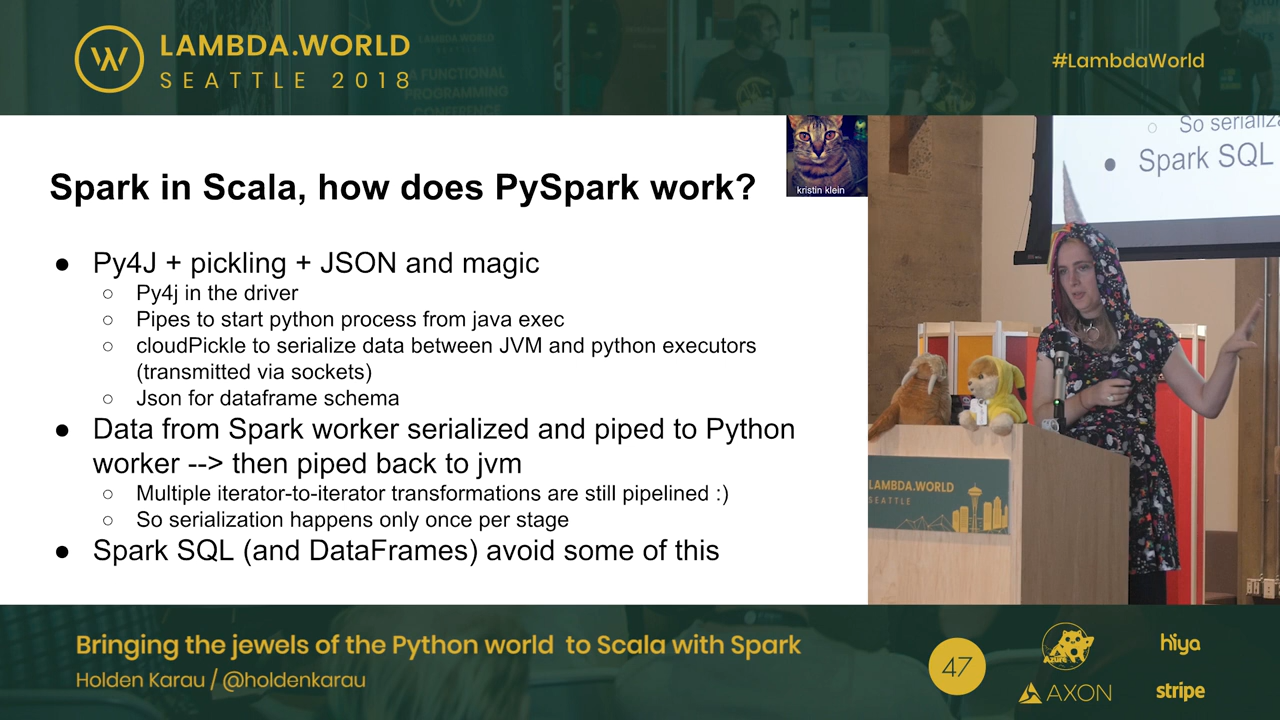 LAMBDA.WORLD
SEATTLE 2018
A FUNCTIONAL
PROGRAMMING
CONFERENCE
#LambdaWorld
kristin klein
Spark in Scala, how does PySpark work?
● Py4J + pickling + JSON and magic
○ Py4j in the driver
○ Pipes to start python process from java exec
○ cloudPickle to serialize data between JVM and python executors
(transmitted via sockets)
○ Json for dataframe schema
● Data from Spark worker serialized and piped to Python
worker --> then piped back to jvm
○ Multiple iterator-to-iterator transformations are still pipelined :)
○ So serialization happens only once per stage
● Spark SQL (and DataFrames) avoid some of this
○ So serializa
● Spark SQL
LAMBDA.WORLD
SEATTLE
Bringing the jewels of the Python world to Scala with Spark
Holden Karau / @holdenkarau
47
Azure
hiya
AXON
stripe